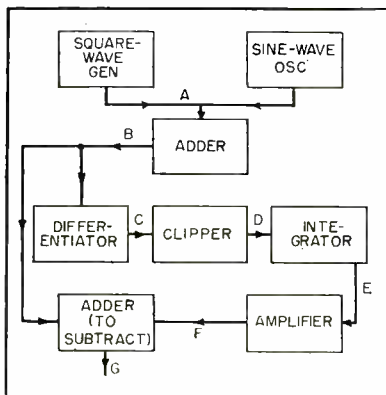 SQUARE-
WAVE
GEN
SINE-WAVE
OSC
A
B
ADDER
DIFFER-
ENTIATOR
C
CLIPPER
D
INTE-
GRATOR
E
ADDER
(TO
SUBTRACT)
F
AMPLIFIER
G